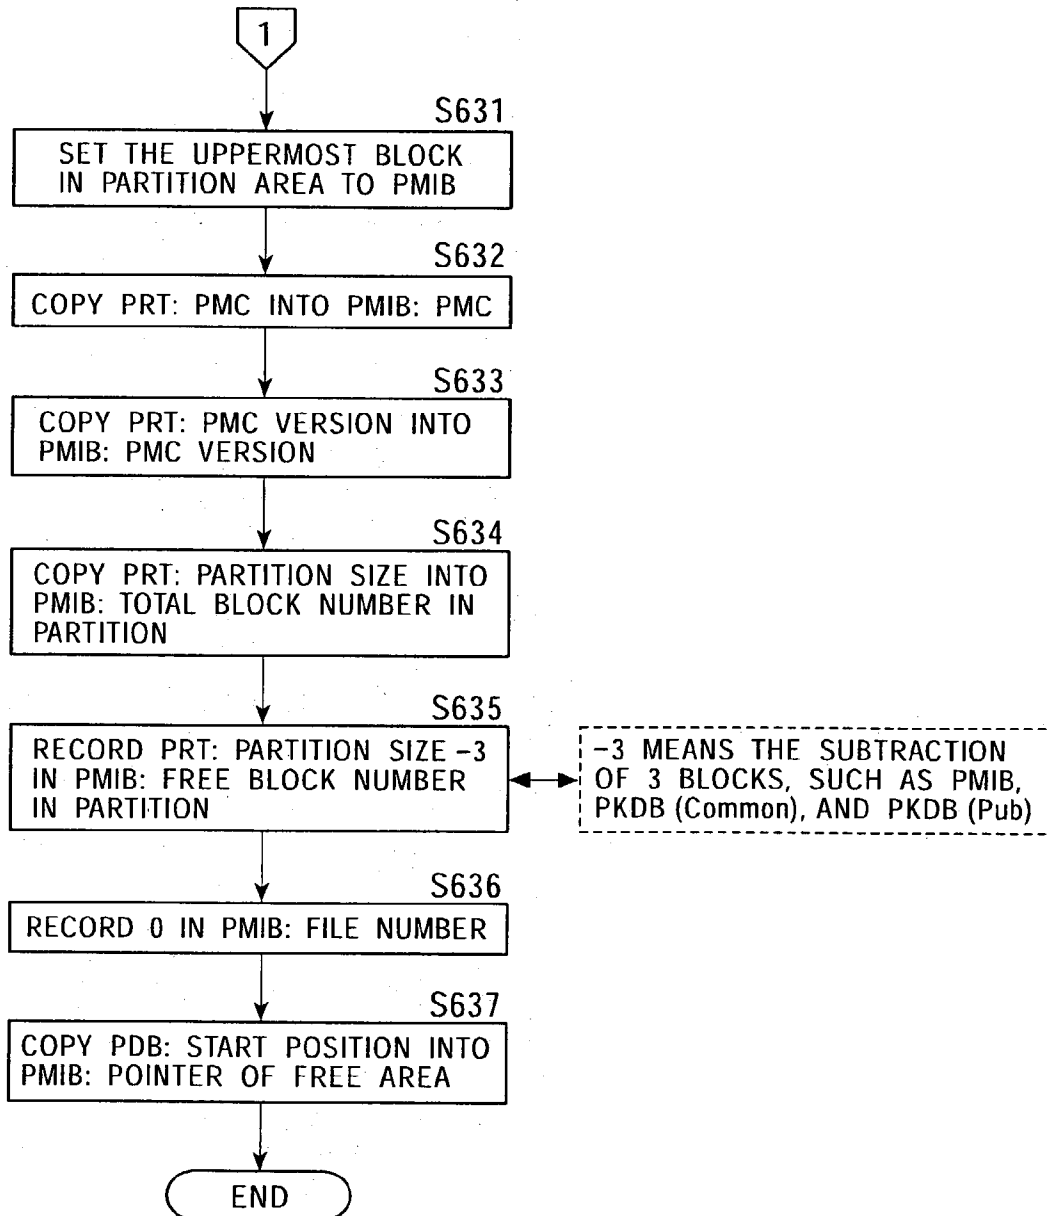 1
S631
SET THE UPPERMOST BLOCK
IN PARTITION AREA TO PMIB
S632
COPY PRT: PMC INTO PMIB: PMC
S633
COPY PRT: PMC VERSION INTO
PMIB: PMC VERSION
S634
COPY PRT: PARTITION SIZE INTO
PMIB: TOTAL BLOCK NUMBER IN
PARTITION
S635
RECORD PRT: PARTITION SIZE -3
IN PMIB: FREE BLOCK NUMBER
IN PARTITION
-3 MEANS THE SUBTRACTION
OF 3 BLOCKS, SUCH AS PMIB,
PKDB (Common), AND PKDB (Pub)
S636
RECORD 0 IN PMIB: FILE NUMBER
S637
COPY PDB: START POSITION INTO
PMIB: POINTER OF FREE AREA
END